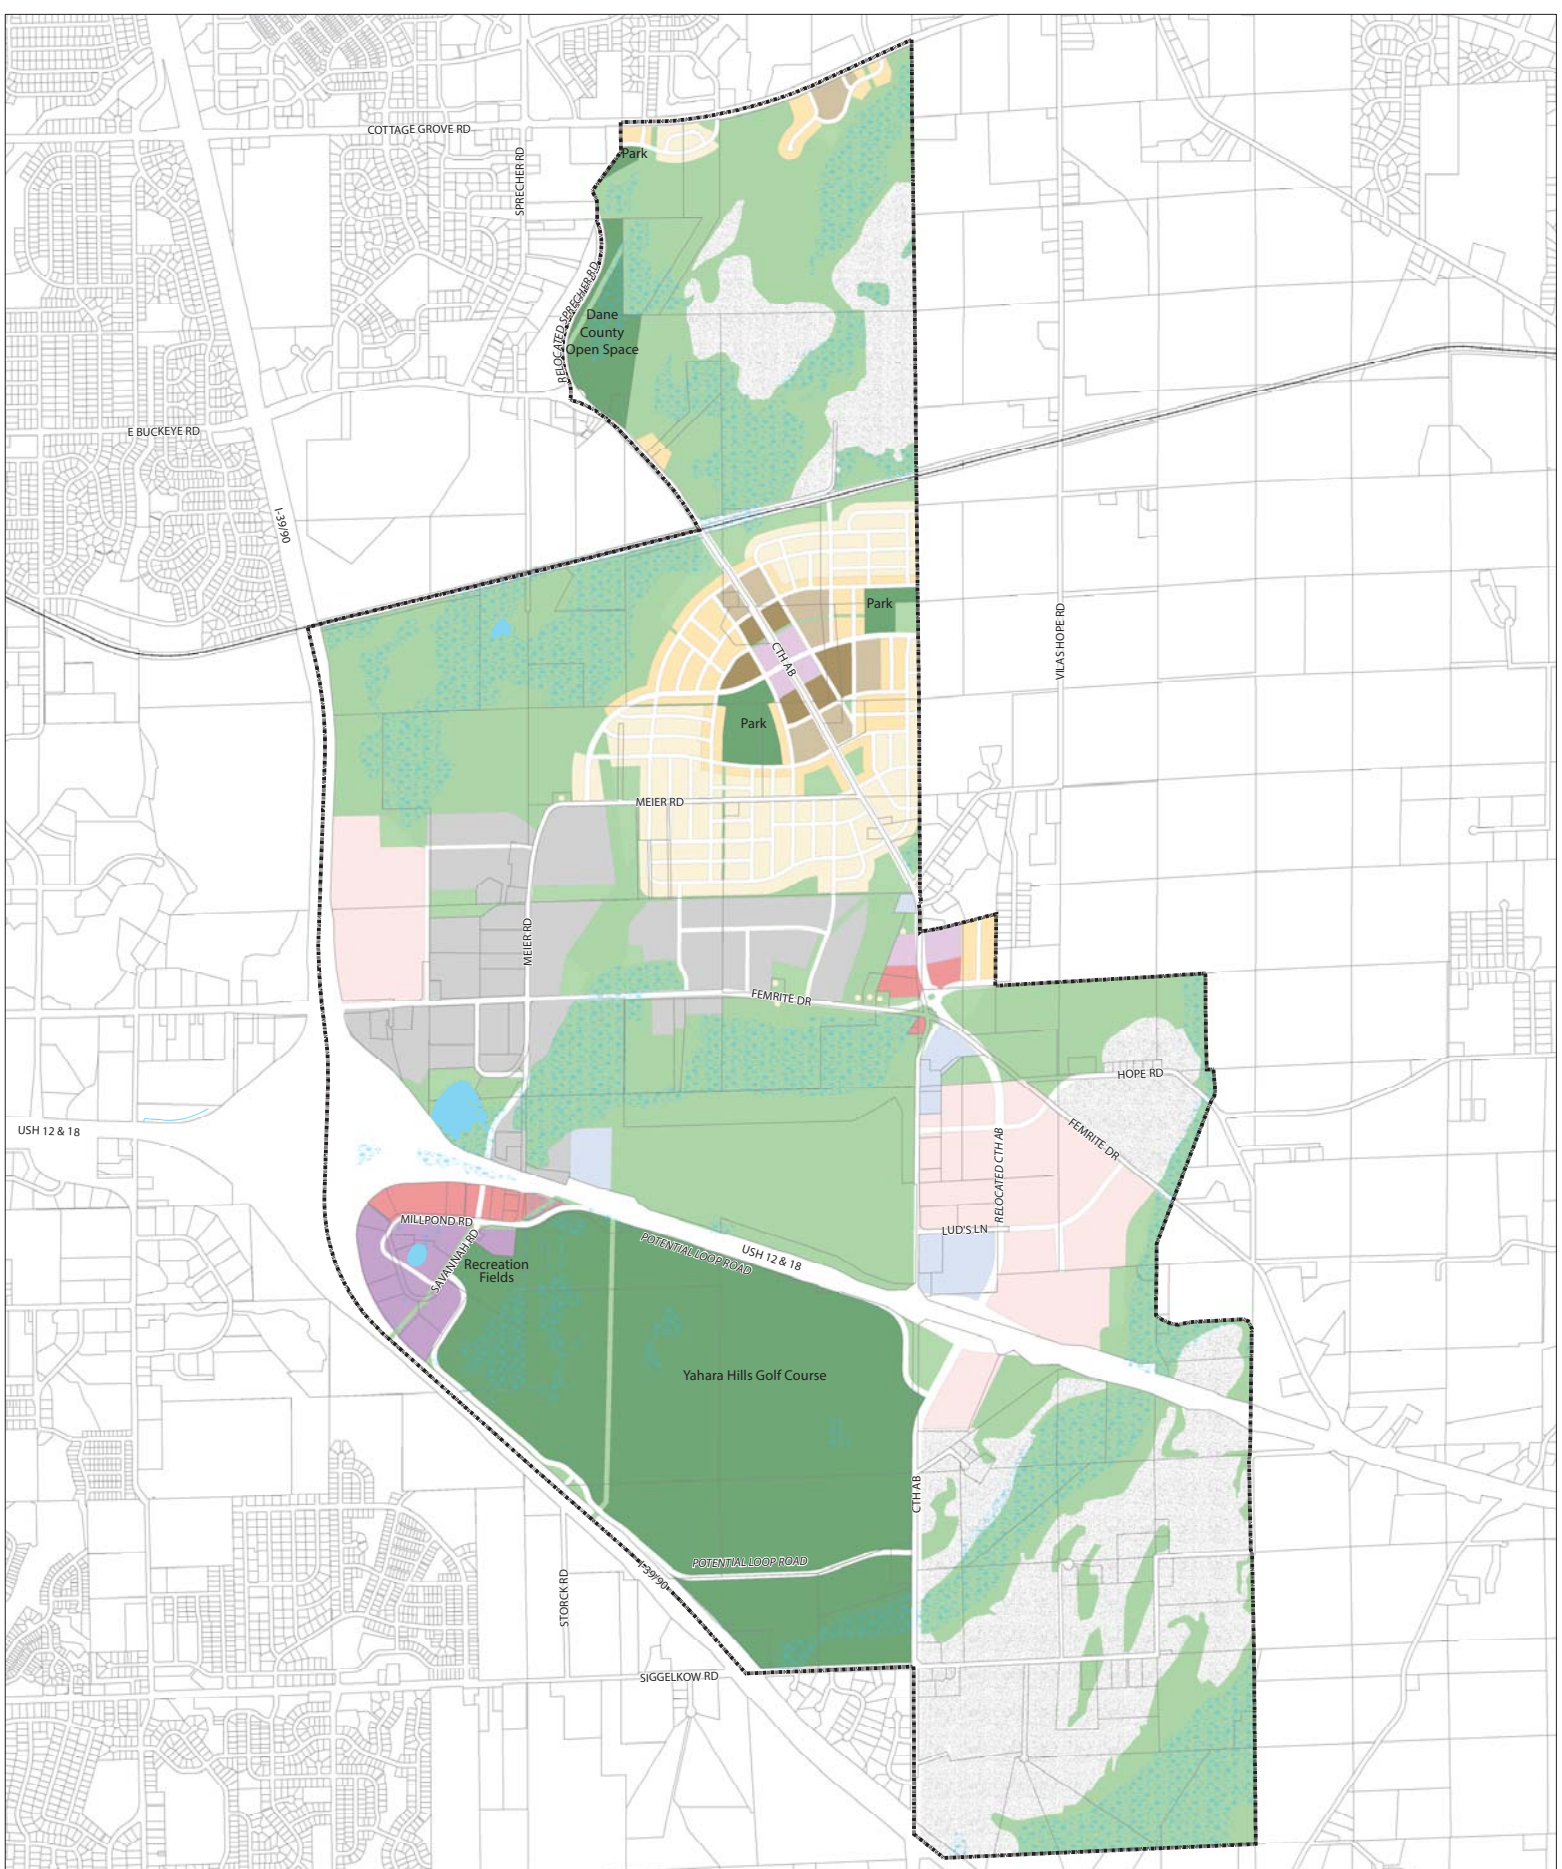 COTTAGE GROVE RD
SPRECHER RD
Park
RELOCATED SPRECHER RD
Dane
County
Open Space
E BUCKEYE RD
I-39/90
Park
VILAS HOPE RD
CTH AB
Park
MEIER RD
MEIER RD
FEMRITE DR
HOPE RD
USH 12 & 18
FEMRITE DR
RELOCATED CTH AB
MILLPOND RD
LUD'S LN
SAVANNAH RD
POTENTIAL LOOP ROAD
USH 12 & 18
Recreation
Fields
Yahara Hills Golf Course
CTH AB
POTENTIAL LOOP ROAD
I-39/90
STORCK RD
SIGGELKOW RD